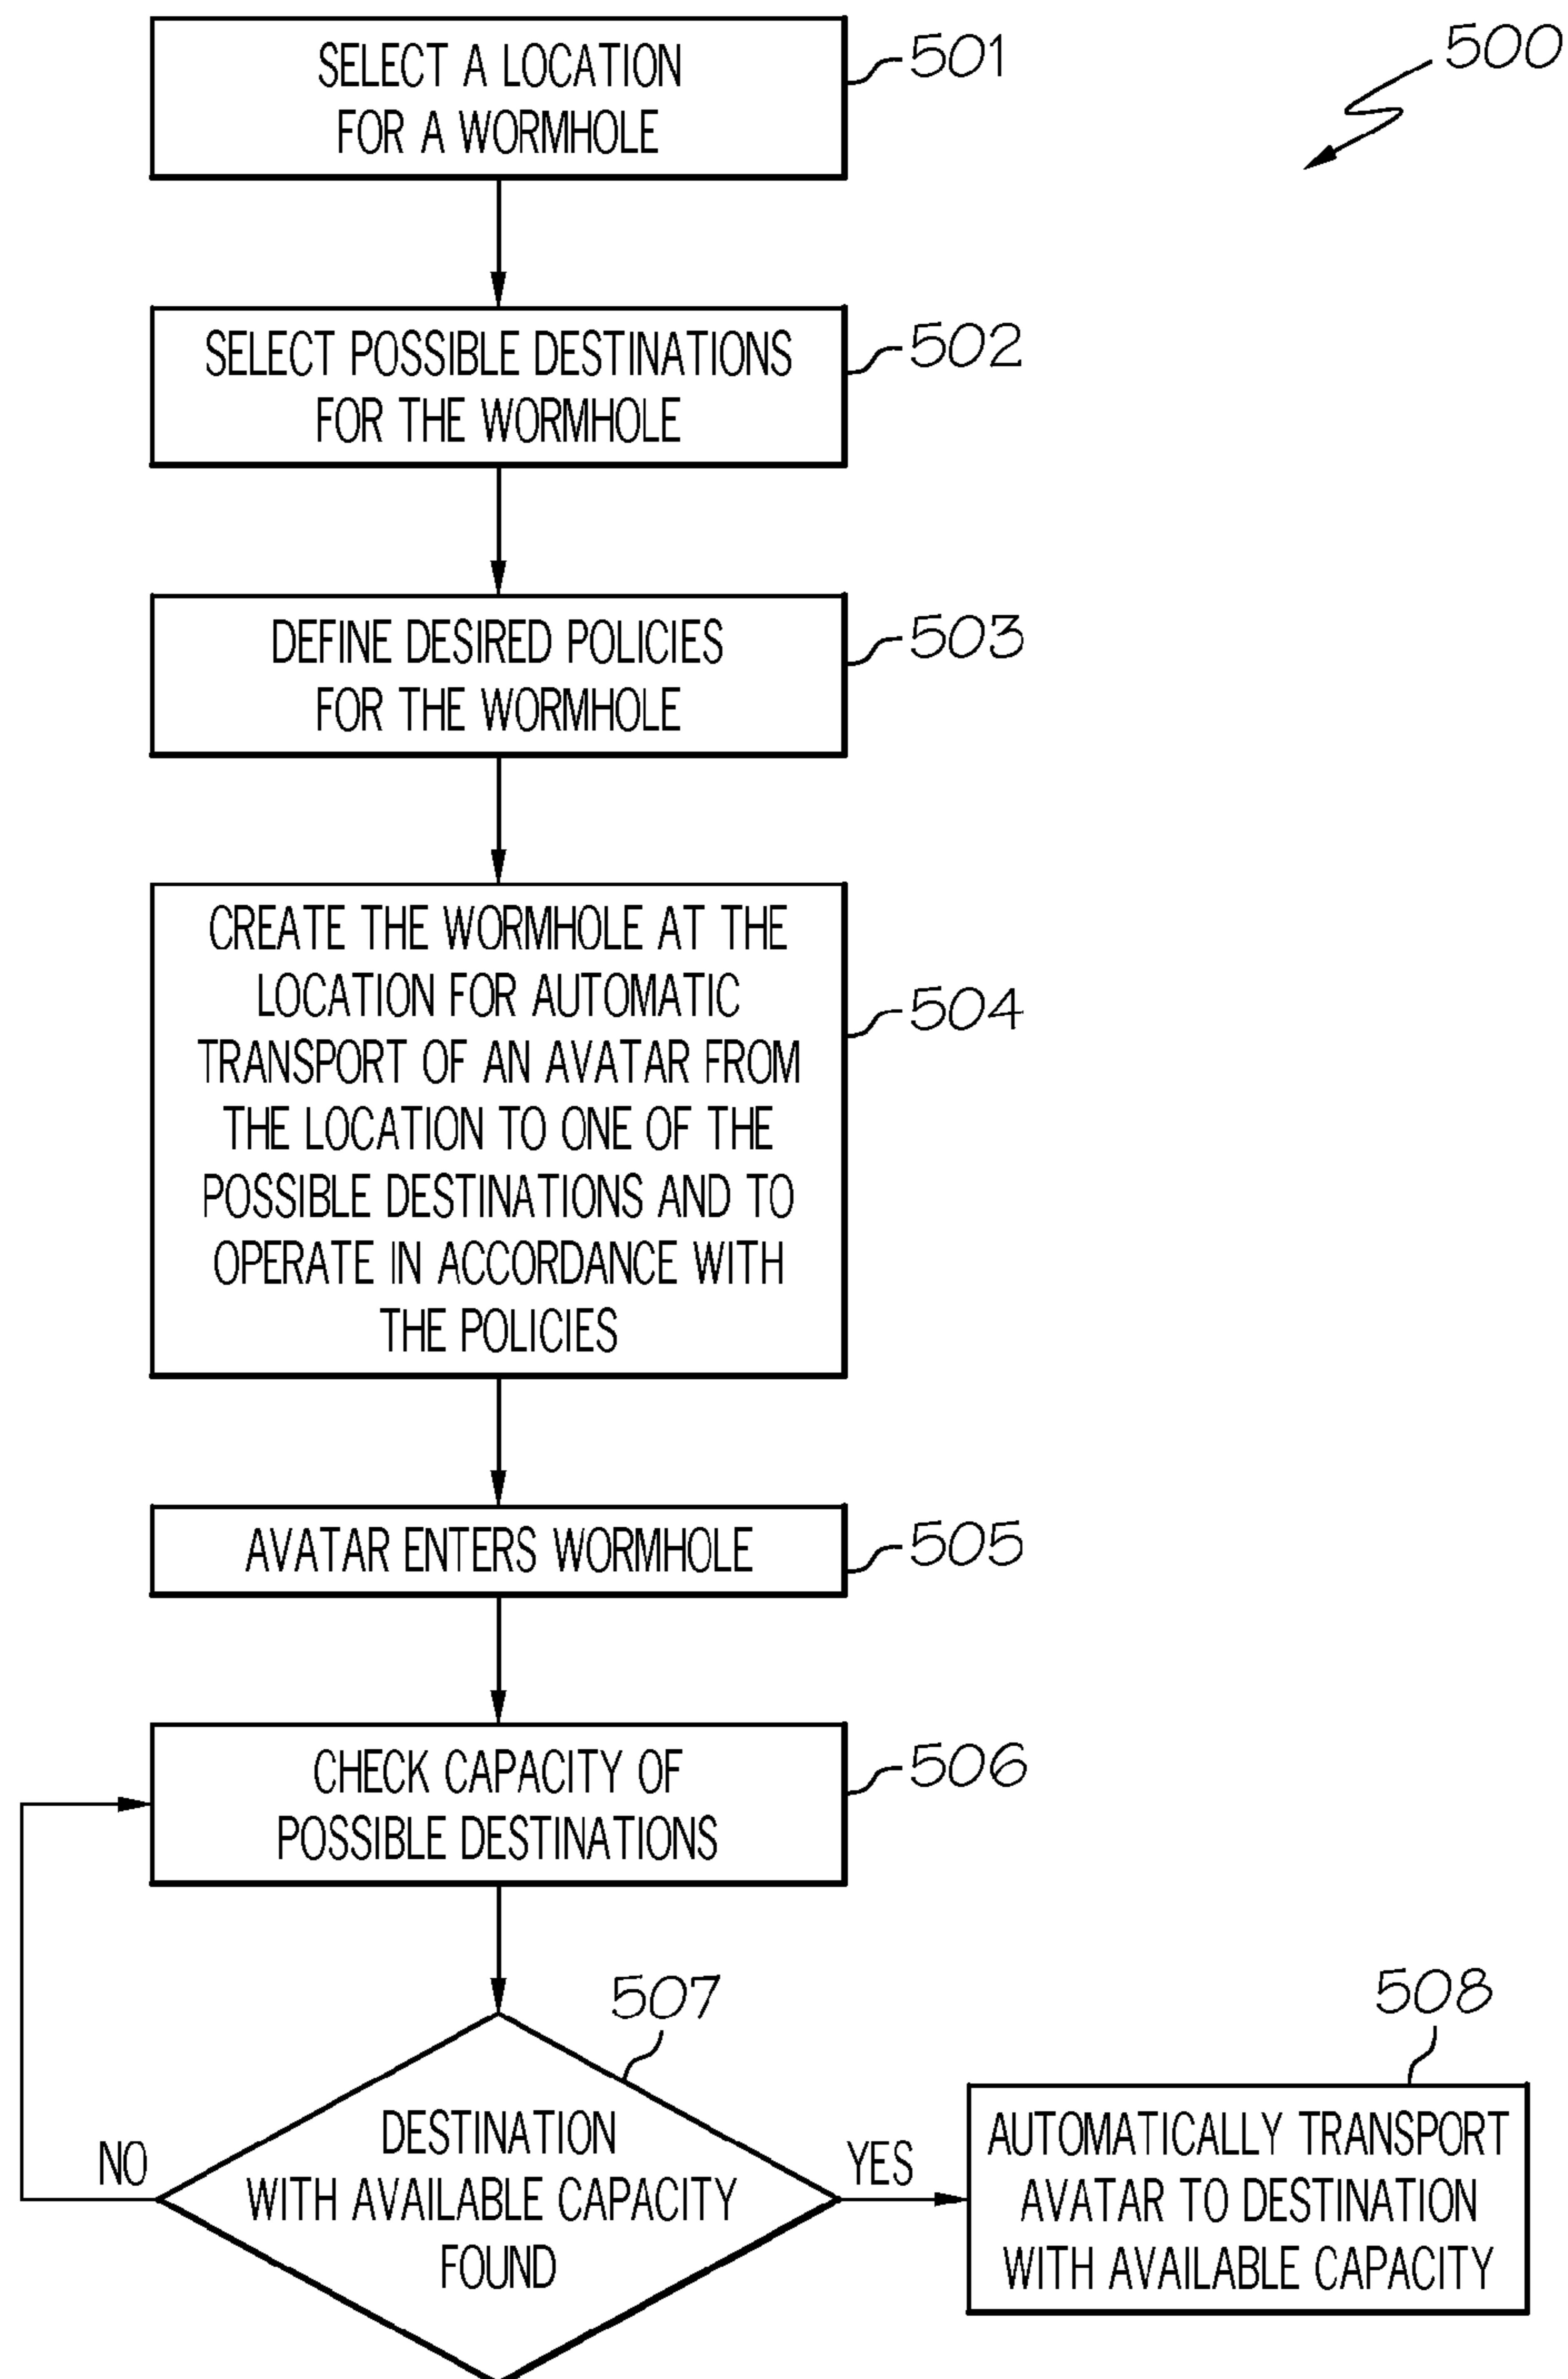 500
SELECT A LOCATION
FOR A WORMHOLE
501
SELECT POSSIBLE DESTINATIONS
FOR THE WORMHOLE
502
DEFINE DESIRED POLICIES
FOR THE WORMHOLE
503
CREATE THE WORMHOLE AT THE
LOCATION FOR AUTOMATIC
TRANSPORT OF AN AVATAR FROM
THE LOCATION TO ONE OF THE
POSSIBLE DESTINATIONS AND TO
OPERATE IN ACCORDANCE WITH
THE POLICIES
504
AVATAR ENTERS WORMHOLE
505
CHECK CAPACITY OF
POSSIBLE DESTINATIONS
506
507
DESTINATION
WITH AVAILABLE CAPACITY
FOUND
NO
YES
508
AUTOMATICALLY TRANSPORT
AVATAR TO DESTINATION
WITH AVAILABLE CAPACITY